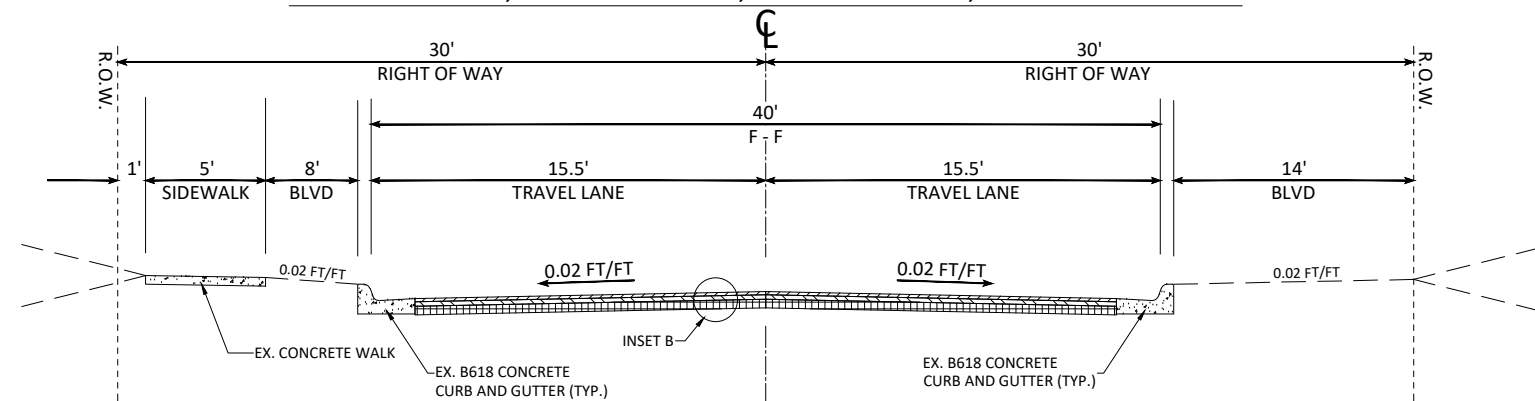 CL
30'
RIGHT OF WAY
30'
RIGHT OF WAY
R.O.W.
R.O.W.
40'
F - F
1'
5'
SIDEWALK
8'
BLVD
15.5'
TRAVEL LANE
15.5'
TRAVEL LANE
14'
BLVD
0.02 FT/FT
0.02 FT/FT
0.02 FT/FT
0.02 FT/FT
INSET B
EX. CONCRETE WALK
EX. B618 CONCRETE
CURB AND GUTTER (TYP.)
EX. B618 CONCRETE
CURB AND GUTTER (TYP.)